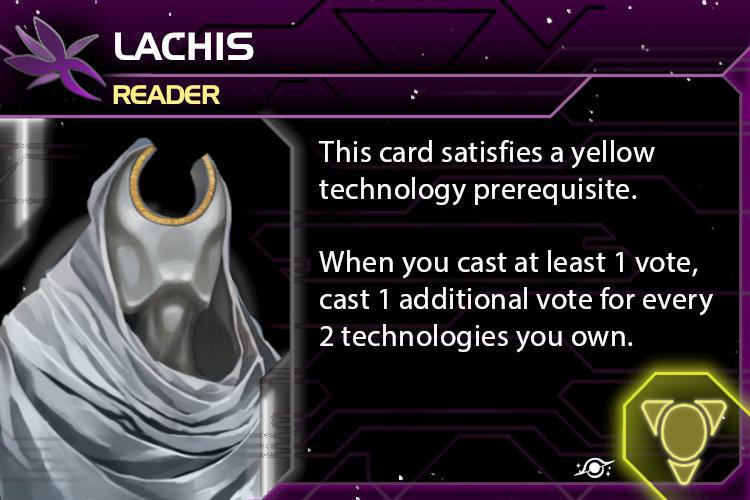 LACHIS
READER
This card satisfies a yellow
technology prerequisite.
When you cast at least 1 vote,
cast 1 additional vote for every
2 technologies you own.